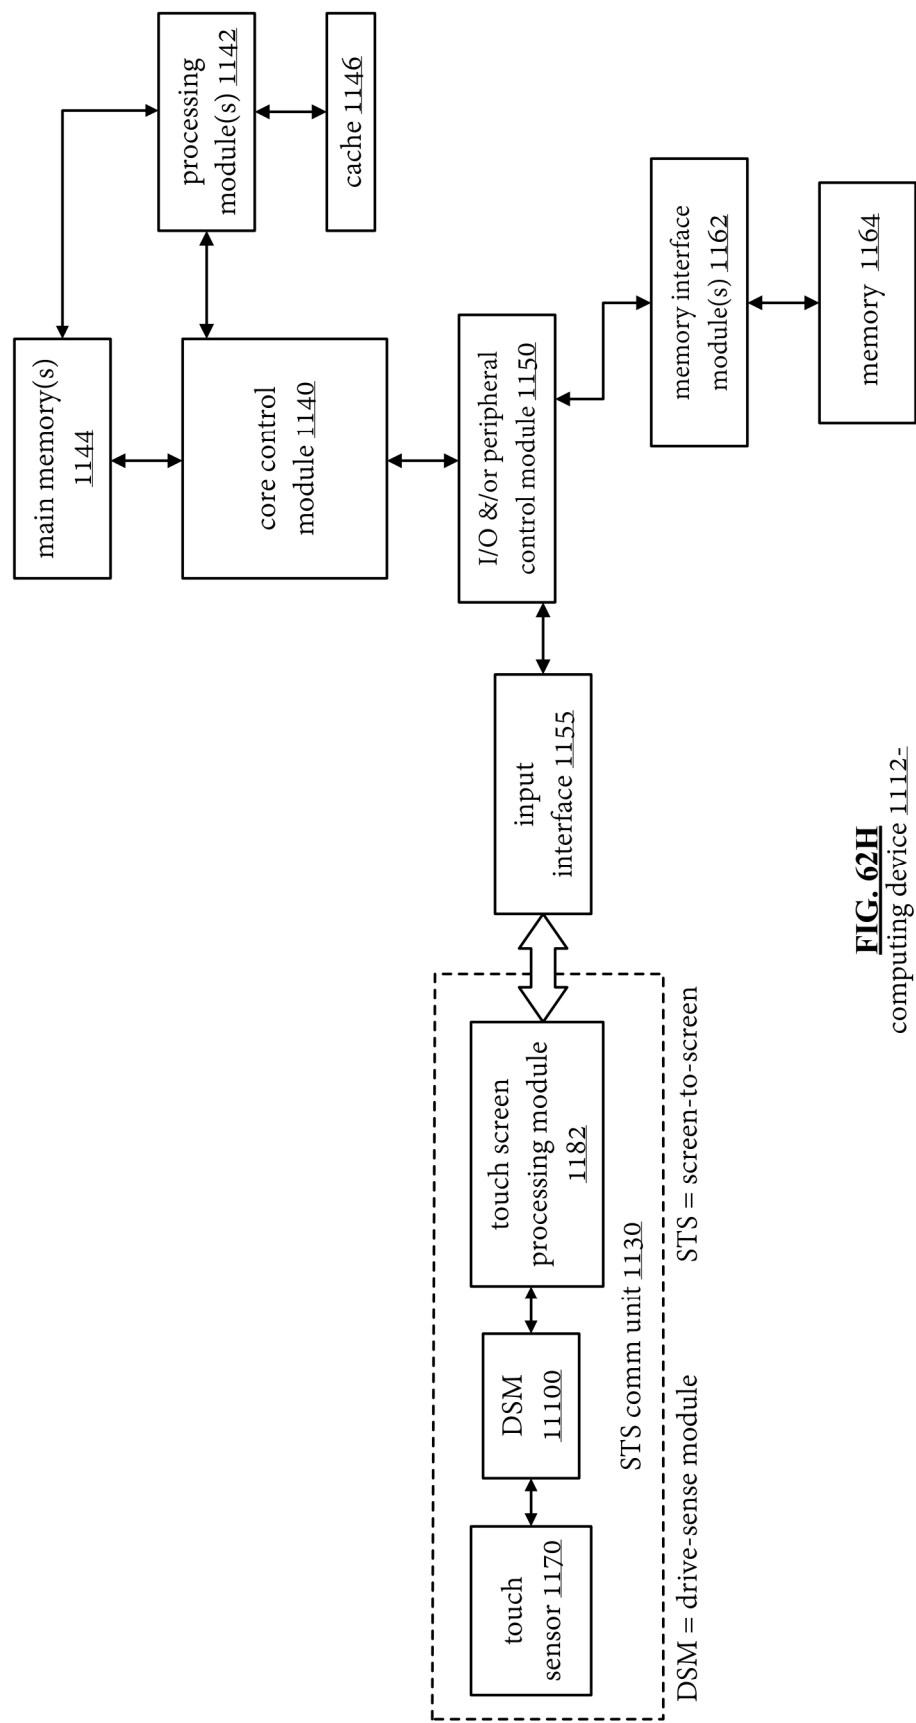 main memory(s)
1144
processing
module(s) 1142
cache 1146
core control
module 1140
I/O &/or peripheral
control module 1150
memory interface
module(s) 1162
memory 1164
input
interface 1155
touch screen
processing module
1182
DSM
11100
touch
sensor 1170
STS comm unit 1130
DSM = drive-sense module
STS = screen-to-screen
FIG. 62H
computing device 1112-